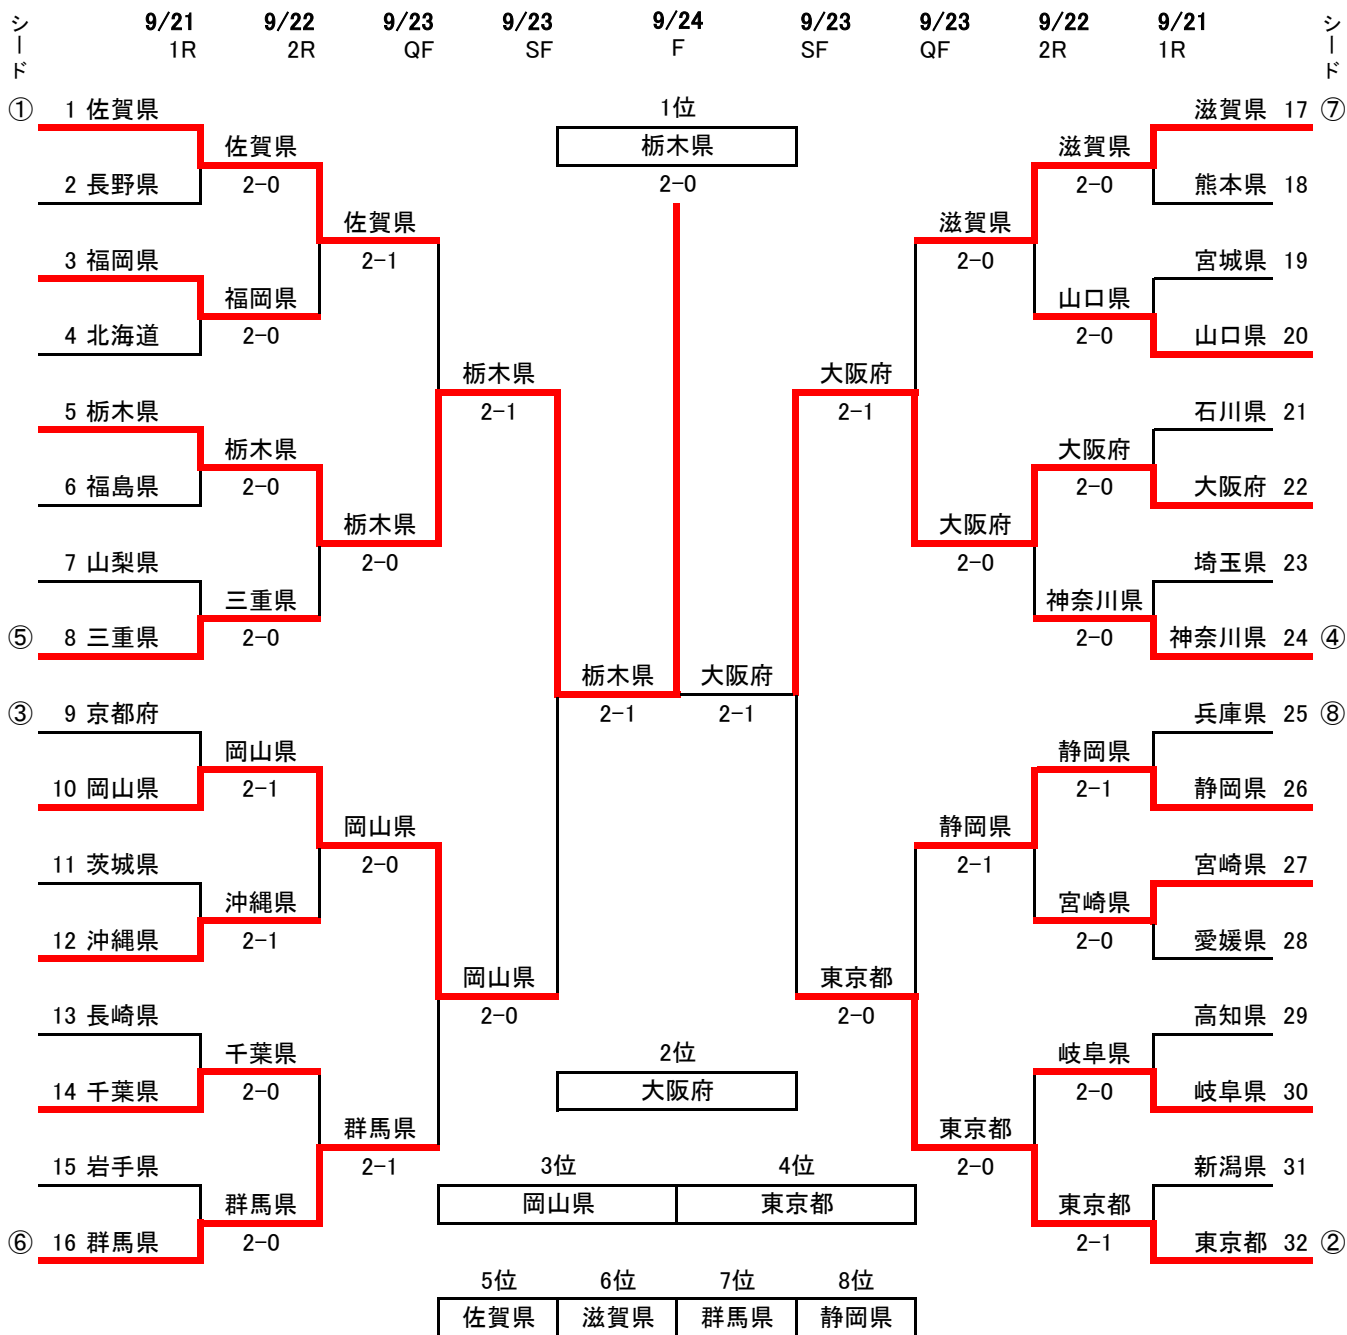 シード 9/21 9/22 9/23 9/23 9/24 9/23 9/23 9/22 9/21 シード
1R 2R QF SF F SF QF 2R 1R
① 1 佐賀県 1位 滋賀県 17 ⑦
佐賀県 栃木県 滋賀県
2 長野県 2-0 2-0 2-0 熊本県 18
佐賀県 滋賀県
3 福岡県 2-1 2-0 宮城県 19
福岡県 山口県
4 北海道 2-0 2-0 山口県 20
栃木県 大阪府
5 栃木県 2-1 2-1 石川県 21
栃木県 大阪府
6 福島県 2-0 2-0 大阪府 22
栃木県 大阪府
7 山梨県 2-0 2-0 埼玉県 23
三重県 神奈川県
⑤ 8 三重県 2-0 2-0 神奈川県 24 ④
栃木県 大阪府
③ 9 京都府 2-1 2-1 兵庫県 25 ⑧
岡山県 静岡県
10 岡山県 2-1 2-1 静岡県 26
岡山県 静岡県
11 茨城県 2-0 2-1 宮崎県 27
沖縄県 宮崎県
12 沖縄県 2-1 2-0 愛媛県 28
岡山県 東京都
13 長崎県 2-0 2-0 高知県 29
千葉県 2位 岐阜県
14 千葉県 2-0 大阪府 2-0 岐阜県 30
群馬県 東京都
15 岩手県 2-1 3位 4位 2-0 新潟県 31
群馬県 岡山県 東京都 東京都
⑥ 16 群馬県 2-0 2-1 東京都 32 ②
5位 6位 7位 8位
佐賀県 滋賀県 群馬県 静岡県